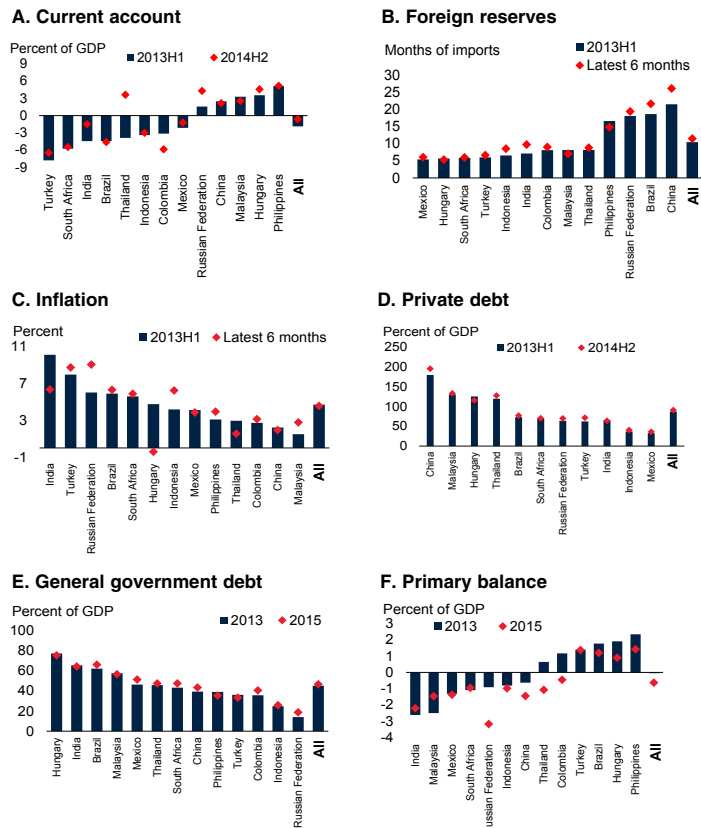 A. Current account
Percent of GDP
2013H1
2014H2
9
6
3
0
-3
-6
-9
Turkey
South Africa
India
Brazil
Thailand
Indonesia
Colombia
Mexico
Russian Federation
China
Malaysia
Hungary
Philippines
All
B. Foreign reserves
Months of imports
2013H1
Latest 6 months
30
25
20
15
10
5
0
Mexico
Hungary
South Africa
Turkey
Indonesia
India
Colombia
Malaysia
Thailand
Philippines
Russian Federation
Brazil
China
All
C. Inflation
Percent
2013H1
Latest 6 months
11
7
3
-1
India
Turkey
Russian Federation
Brazil
South Africa
Hungary
Indonesia
Mexico
Philippines
Thailand
Colombia
China
Malaysia
All
D. Private debt
Percent of GDP
2013H1
2014H2
250
200
150
100
50
0
China
Malaysia
Hungary
Thailand
Brazil
South Africa
Russian Federation
Turkey
India
Indonesia
Mexico
All
E. General government debt
Percent of GDP
2013
2015
100
80
60
40
20
0
Hungary
India
Brazil
Malaysia
Mexico
Thailand
South Africa
China
Philippines
Turkey
Colombia
Indonesia
Russian Federation
All
F. Primary balance
Percent of GDP
2013
2015
3
2
1
0
-1
-2
-3
-4
India
Malaysia
Mexico
South Africa
ussian Federation
Indonesia
China
Thailand
Colombia
Turkey
Brazil
Hungary
Philippines
All